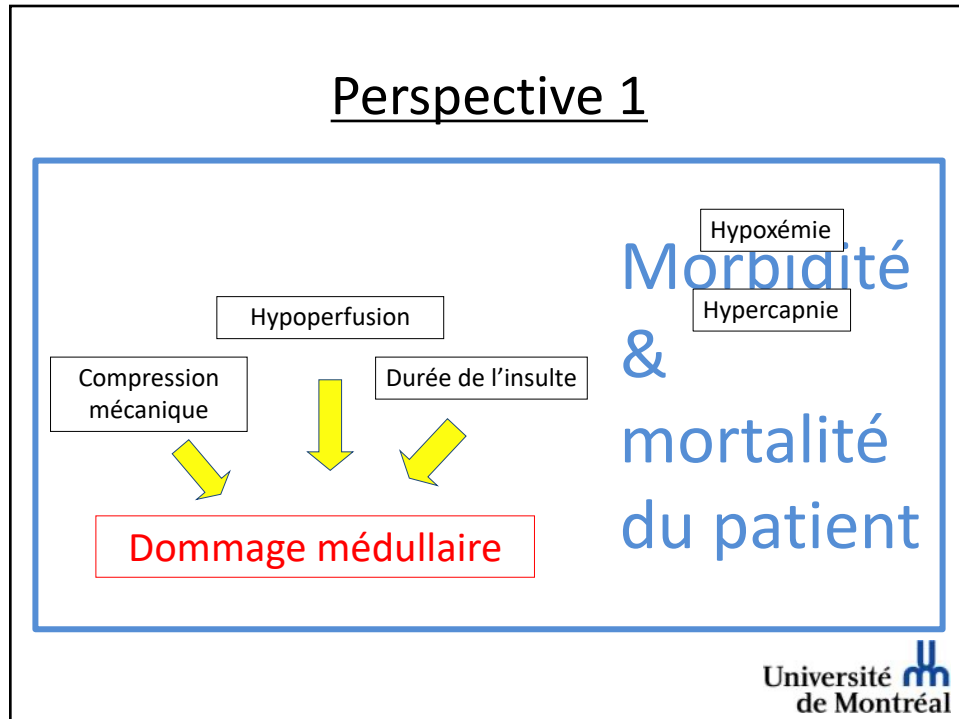 Perspective 1
Hypoxémie
Morbidité
Hypercapnie
&
mortalité
du patient
Hypoperfusion
Compression
mécanique
Durée de l’insulte
Dommage médullaire
Université
de Montréal